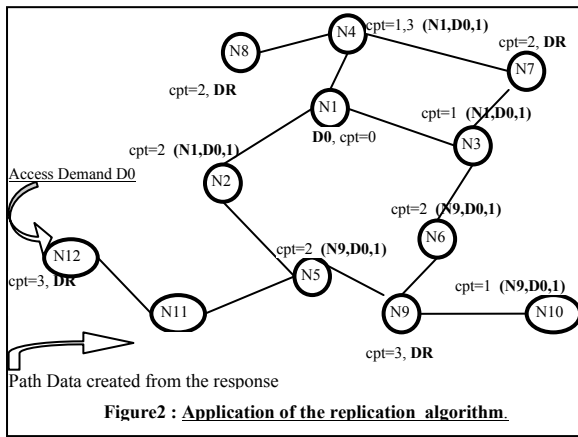 cpt=1,3 (N1,D0,1)
N4
cpt=2, DR
N8
N7
cpt=2, DR
N1
cpt=1 (N1,D0,1)
D0, cpt=0
N3
cpt=2 (N1,D0,1)
Access Demand D0
N2
cpt=2 (N9,D0,1)
N6
cpt=2 (N9,D0,1)
N12
cpt=3, DR
N5
cpt=1 (N9,D0,1)
N11
N9
N10
cpt=3, DR
Path Data created from the response
Figure2 : Application of the replication algorithm.